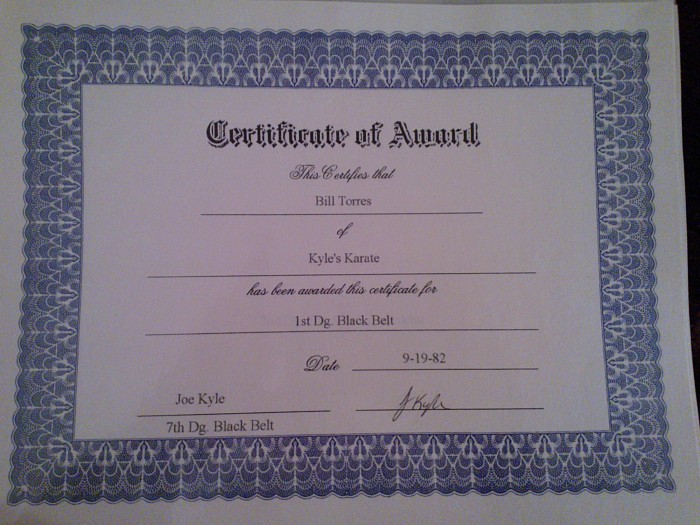 Certificate of Award
This Certifies that
Bill Torres
of
Kyle's Karate
has been awarded this certificate for
1st Dg. Black Belt
Date 9-19-82
Joe Kyle J Kyle
7th Dg. Black Belt